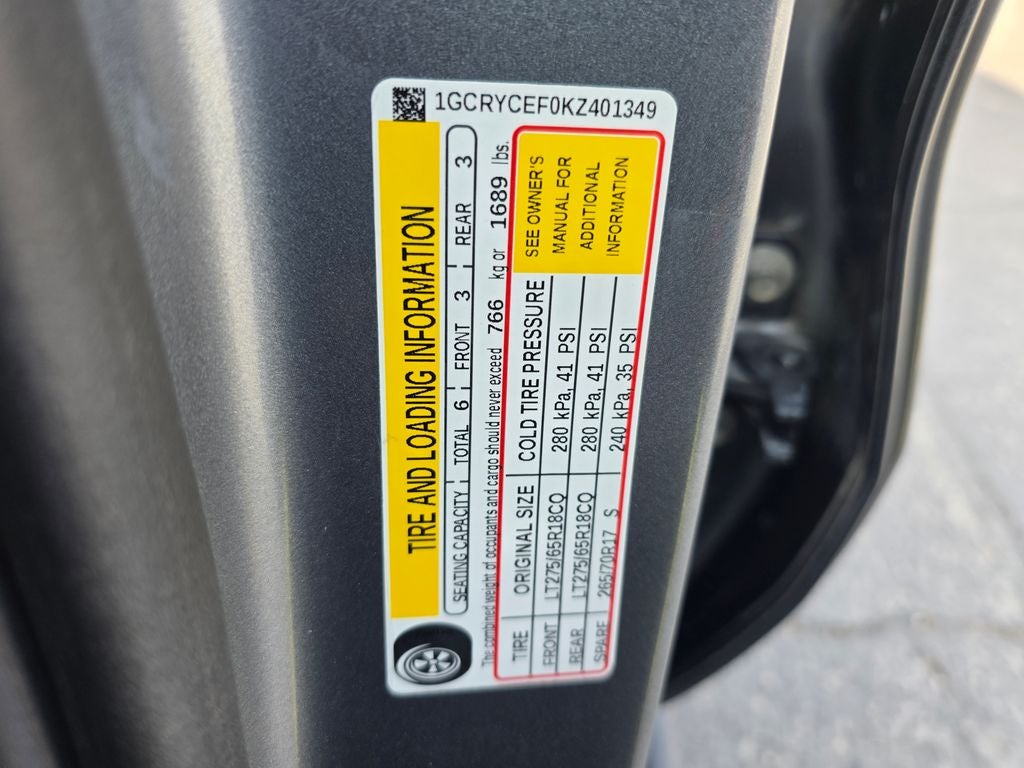 1GCRYCEF0KZ401349
TIRE AND LOADING INFORMATION
SEATING CAPACITY TOTAL 6 FRONT 3 REAR 3
The combined weight of occupants and cargo should never exceed 766 kg or 1689 lbs.
TIRE ORIGINAL SIZE COLD TIRE PRESSURE
FRONT LT275/65R18CQ 280 kPa, 41 PSI
REAR LT275/65R18CQ 280 kPa, 41 PSI
SPARE 265/70R17 S 240 kPa, 35 PSI
SEE OWNER'S
MANUAL FOR
ADDITIONAL
INFORMATION